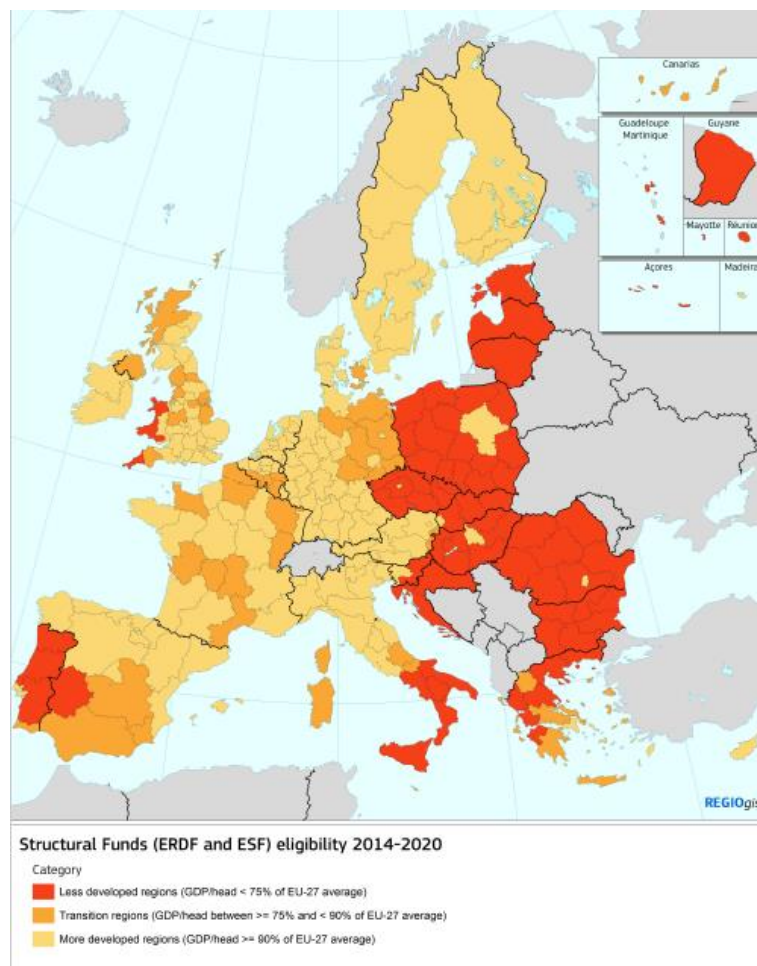 Canarias
Guadeloupe
Martinique
Guyane
Mayotte
Réunion
Açores
Madeira
REGIOgis
Structural Funds (ERDF and ESF) eligibility 2014-2020
Category
Less developed regions (GDP/head < 75% of EU-27 average)
Transition regions (GDP/head between >= 75% and < 90% of EU-27 average)
More developed regions (GDP/head >= 90% of EU-27 average)